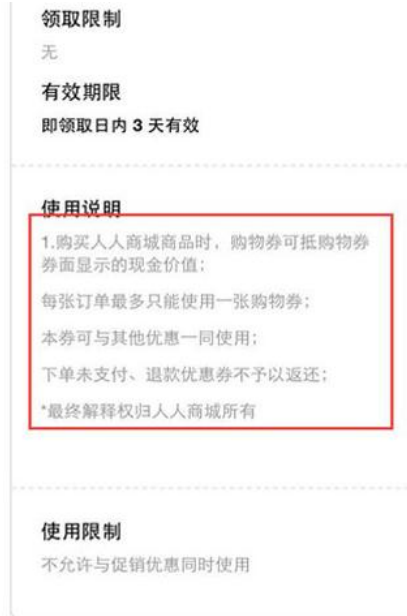 领取限制
无
有效期限
即领取日内 3 天有效
使用说明
1.购买人人商城商品时，购物券可抵购物券
券面显示的现金价值；
每张订单最多只能使用一张购物券；
本券可与其他优惠一同使用；
下单未支付、退款优惠券不予以返还；
*最终解释权归人人商城所有
使用限制
不允许与促销优惠同时使用